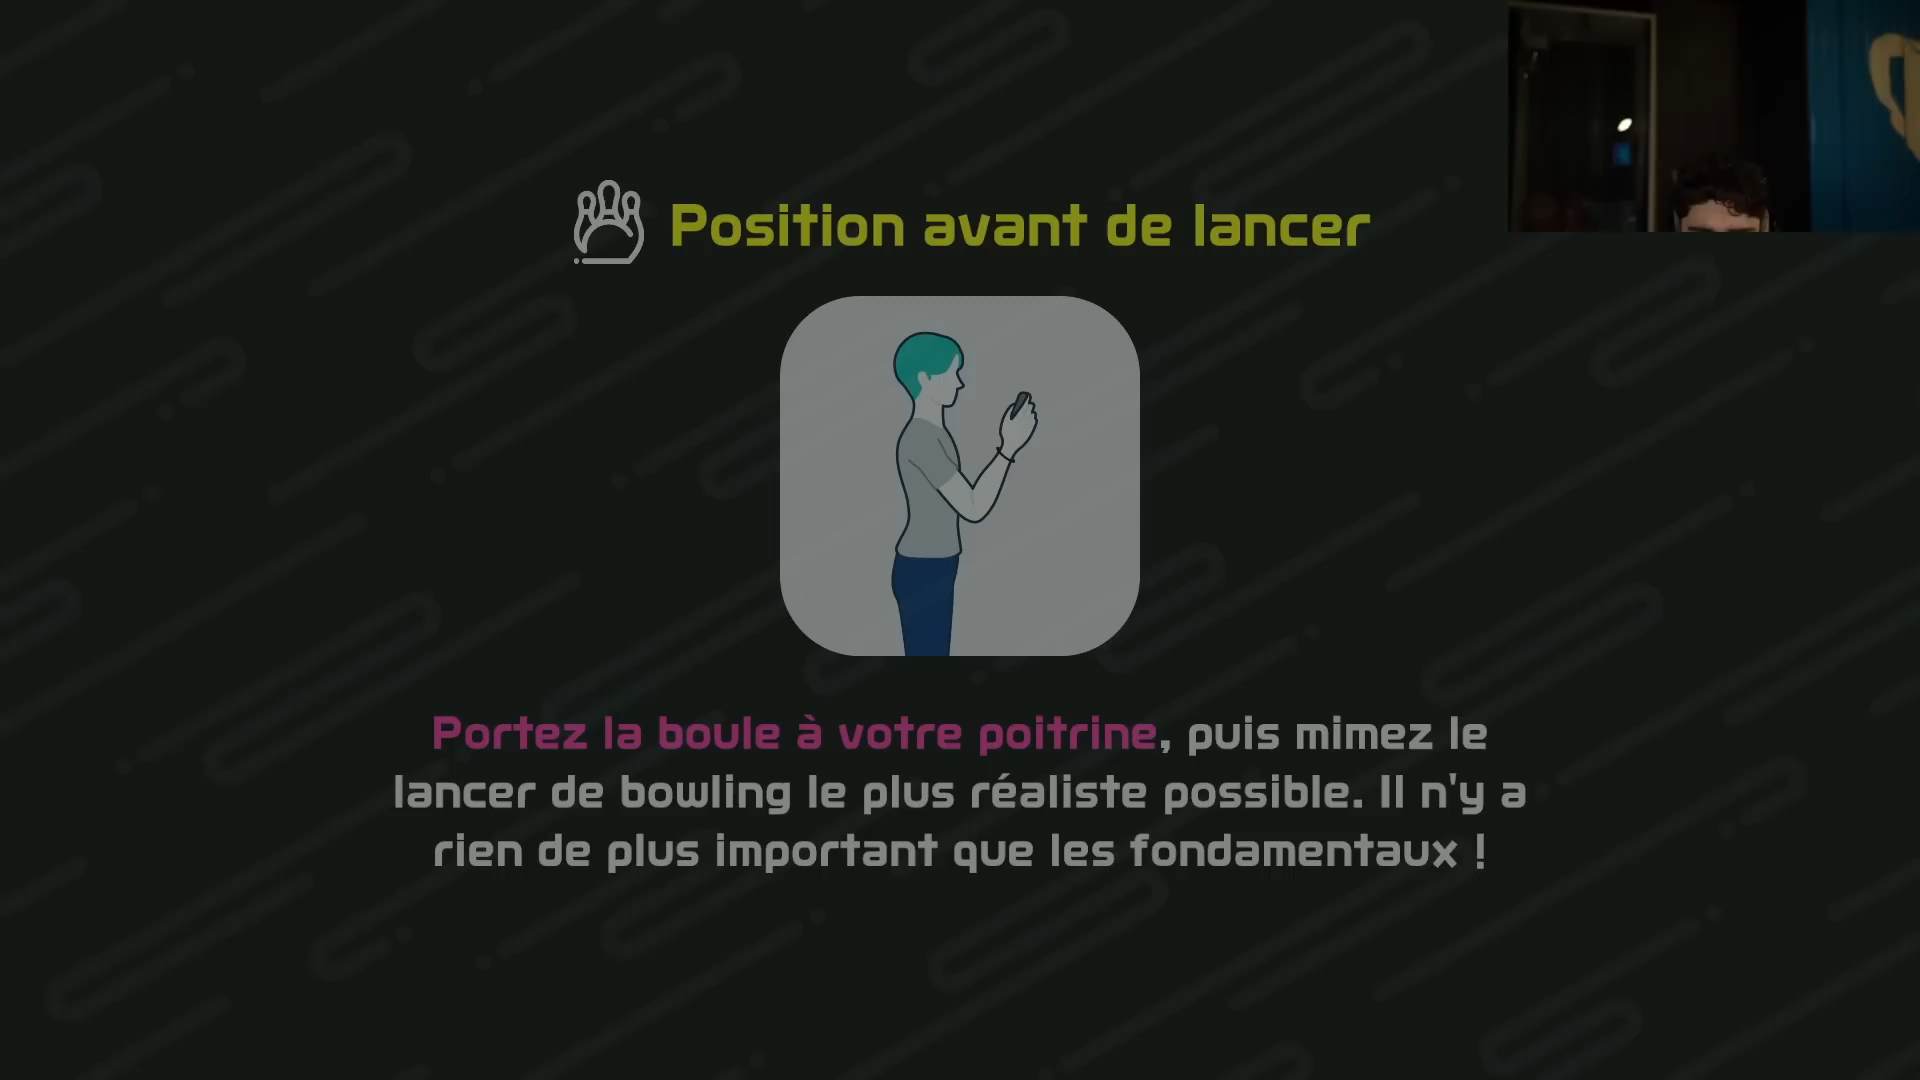 Position avant de lancer
Portez la boule à votre poitrine, puis mimez le
lancer de bowling le plus réaliste possible. Il n'y a
rien de plus important que les fondamentaux !